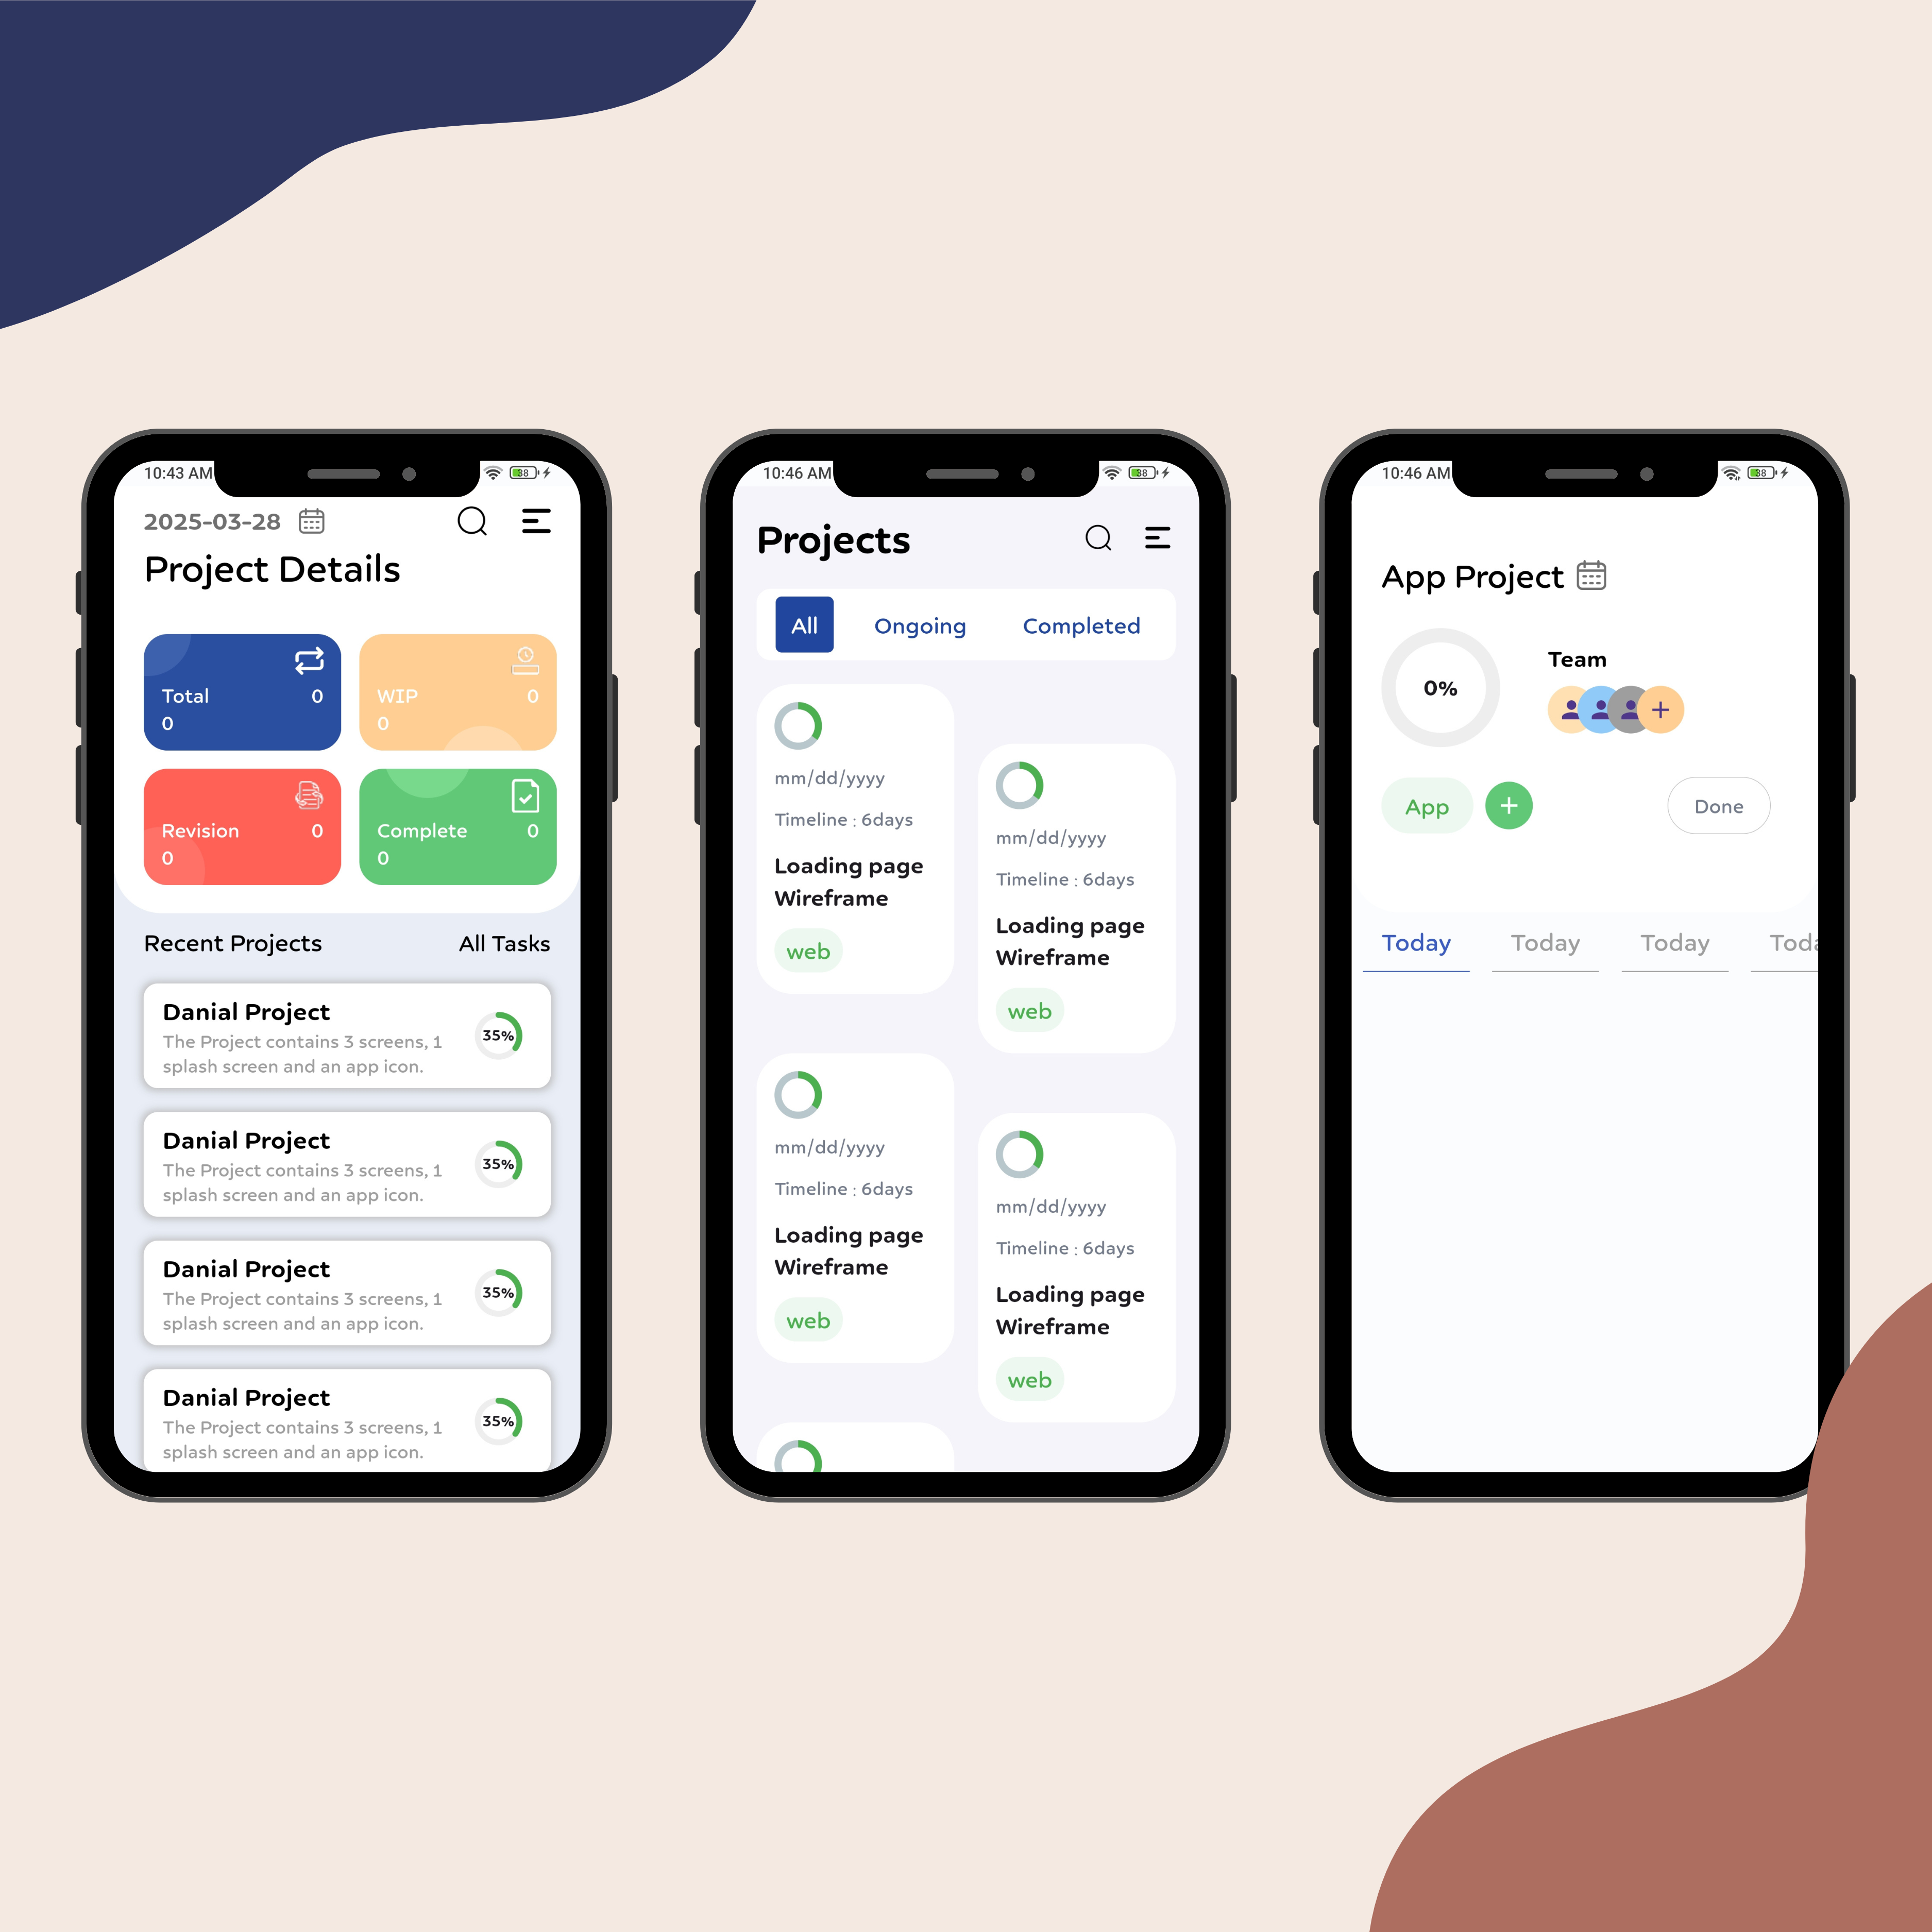 10:43 AM
38
2025-03-28
Project Details
Total 0
0
WIP 0
0
Revision 0
0
Complete 0
0
Recent Projects All Tasks
Danial Project
The Project contains 3 screens, 1
splash screen and an app icon.
35%
Danial Project
The Project contains 3 screens, 1
splash screen and an app icon.
35%
Danial Project
The Project contains 3 screens, 1
splash screen and an app icon.
35%
Danial Project
The Project contains 3 screens, 1
splash screen and an app icon.
35%
10:46 AM
38
Projects
All Ongoing Completed
mm/dd/yyyy
Timeline : 6days
Loading page
Wireframe
web
mm/dd/yyyy
Timeline : 6days
Loading page
Wireframe
web
mm/dd/yyyy
Timeline : 6days
Loading page
Wireframe
web
mm/dd/yyyy
Timeline : 6days
Loading page
Wireframe
web
10:46 AM
38
App Project
0%
Team
App
Done
Today Today Today Toda